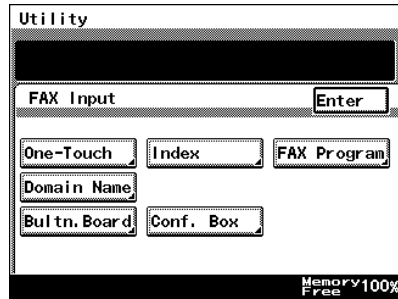 Utility
FAX Input Enter
One-Touch Index FAX Program
Domain Name
Bultn.Board Conf. Box
Memory Free 100%